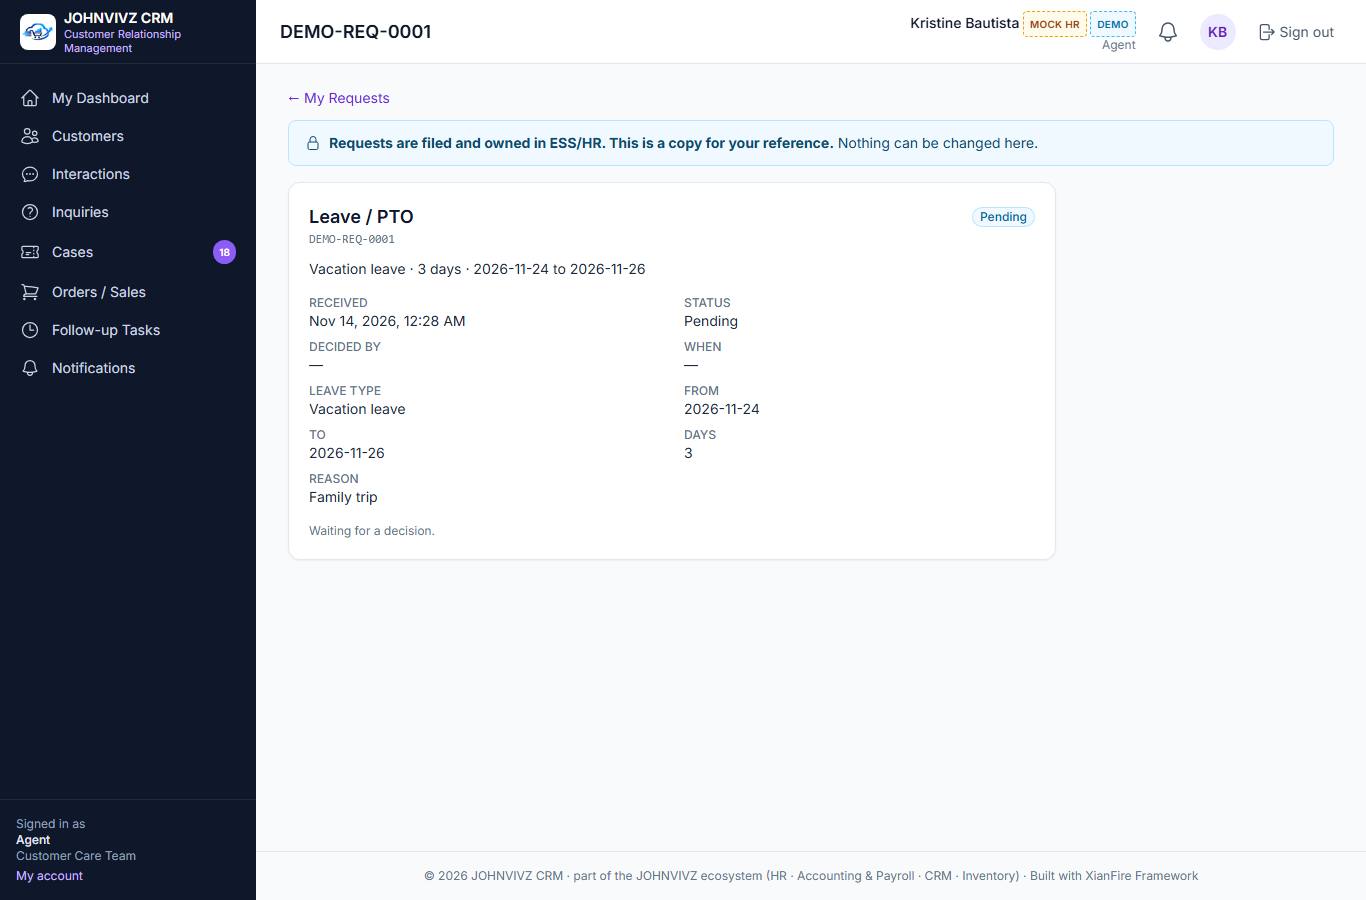 JOHNVIVZ CRM
Customer Relationship
Management
My Dashboard
Customers
Interactions
Inquiries
Cases 18
Orders / Sales
Follow-up Tasks
Notifications
Signed in as
Agent
Customer Care Team
My account
DEMO-REQ-0001
Kristine Bautista MOCK HR DEMO
Agent
KB
Sign out
← My Requests
Requests are filed and owned in ESS/HR. This is a copy for your reference. Nothing can be changed here.
Leave / PTO Pending
DEMO-REQ-0001
Vacation leave · 3 days · 2026-11-24 to 2026-11-26
RECEIVED STATUS
Nov 14, 2026, 12:28 AM Pending
DECIDED BY WHEN
— —
LEAVE TYPE FROM
Vacation leave 2026-11-24
TO DAYS
2026-11-26 3
REASON
Family trip
Waiting for a decision.
© 2026 JOHNVIVZ CRM · part of the JOHNVIVZ ecosystem (HR · Accounting & Payroll · CRM · Inventory) · Built with XianFire Framework